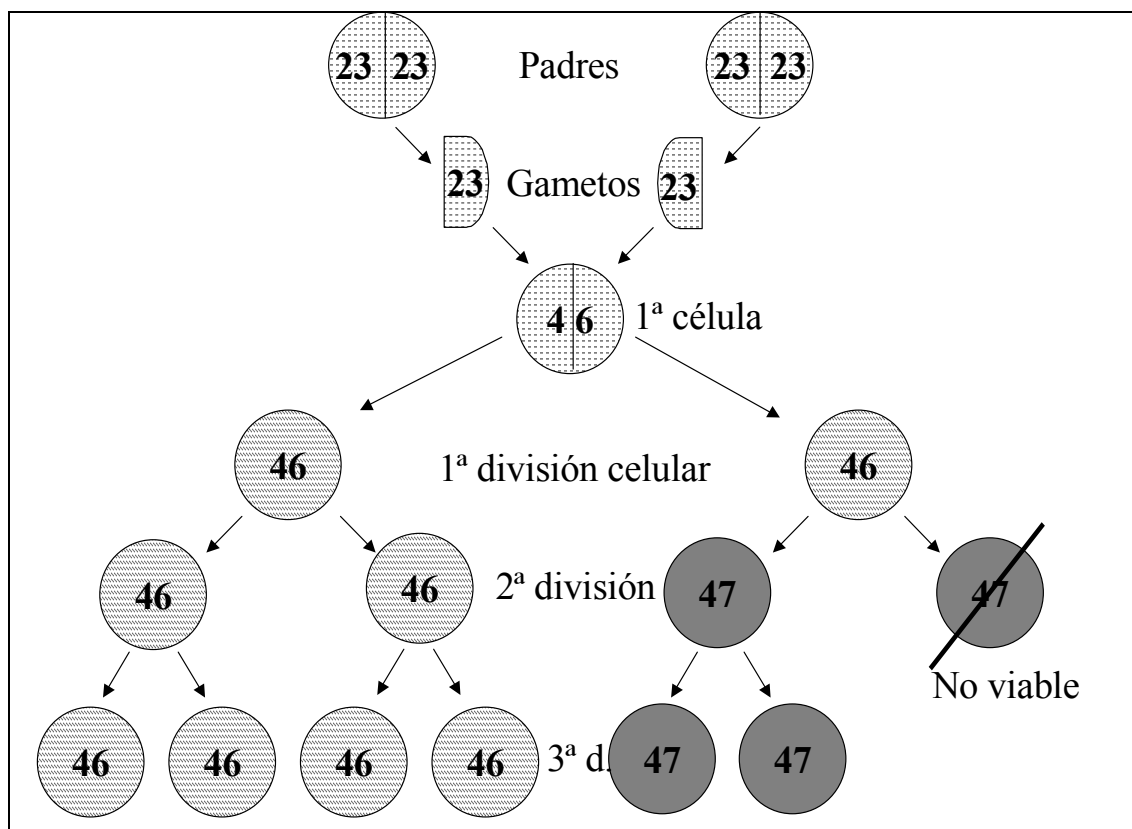 23 23 Padres 23 23
23 Gametos 23
4 6 1ª célula
46 1ª división celular 46
46 46 2ª división 47 47
No viable
46 46 46 46 3ª d. 47 47